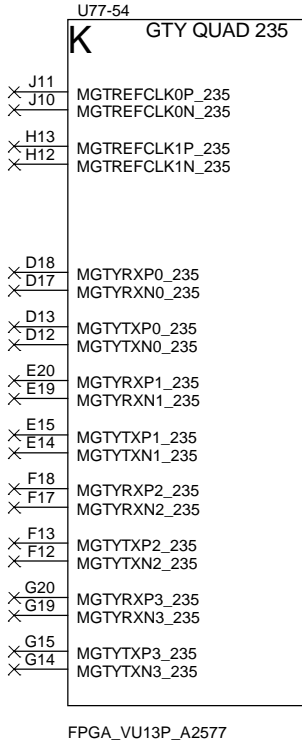 U77-54
K GTY QUAD 235
J11 MGTREFCLK0P_235
J10 MGTREFCLK0N_235
H13 MGTREFCLK1P_235
H12 MGTREFCLK1N_235
D18 MGTYRXP0_235
D17 MGTYRXN0_235
D13 MGTYTXP0_235
D12 MGTYTXN0_235
E20 MGTYRXP1_235
E19 MGTYRXN1_235
E15 MGTYTXP1_235
E14 MGTYTXN1_235
F18 MGTYRXP2_235
F17 MGTYRXN2_235
F13 MGTYTXP2_235
F12 MGTYTXN2_235
G20 MGTYRXP3_235
G19 MGTYRXN3_235
G15 MGTYTXP3_235
G14 MGTYTXN3_235
FPGA_VU13P_A2577